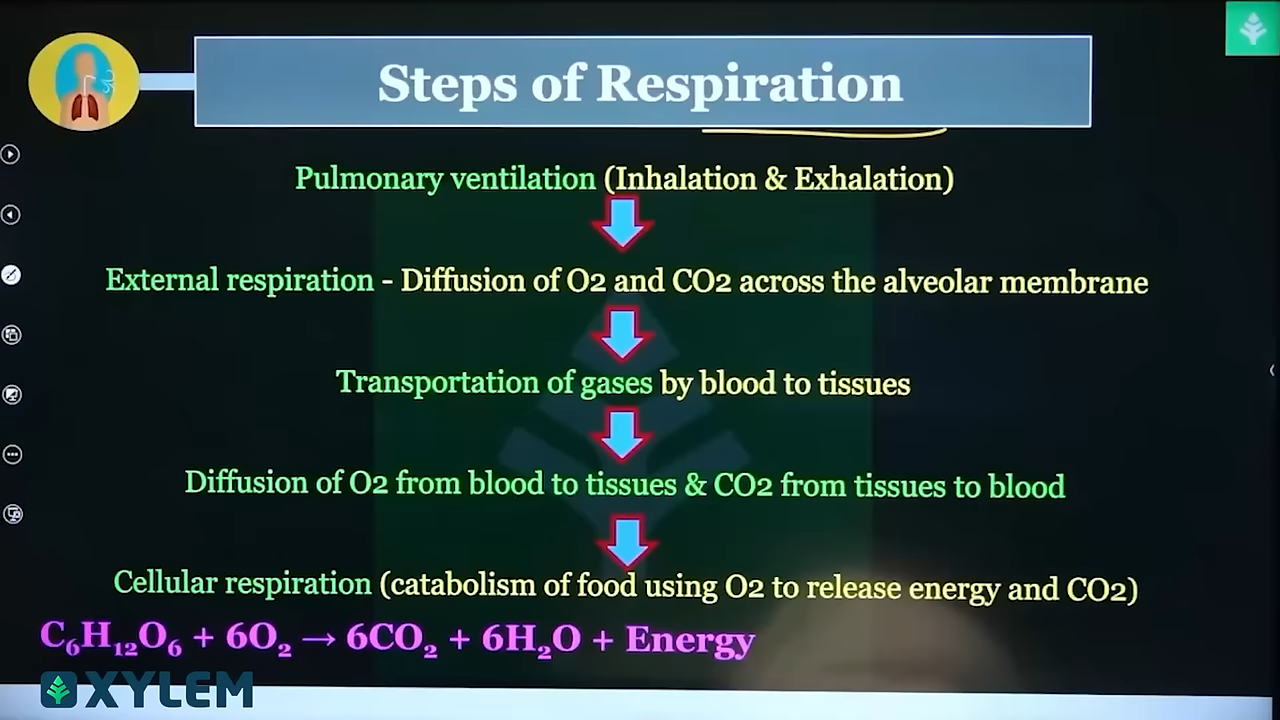 Steps of Respiration
Pulmonary ventilation (Inhalation & Exhalation)
External respiration - Diffusion of O2 and CO2 across the alveolar membrane
Transportation of gases by blood to tissues
Diffusion of O2 from blood to tissues & CO2 from tissues to blood
Cellular respiration (catabolism of food using O2 to release energy and CO2)
C₆H₁₂O₆ + 6O₂ → 6CO₂ + 6H₂O + Energy
XYLEM